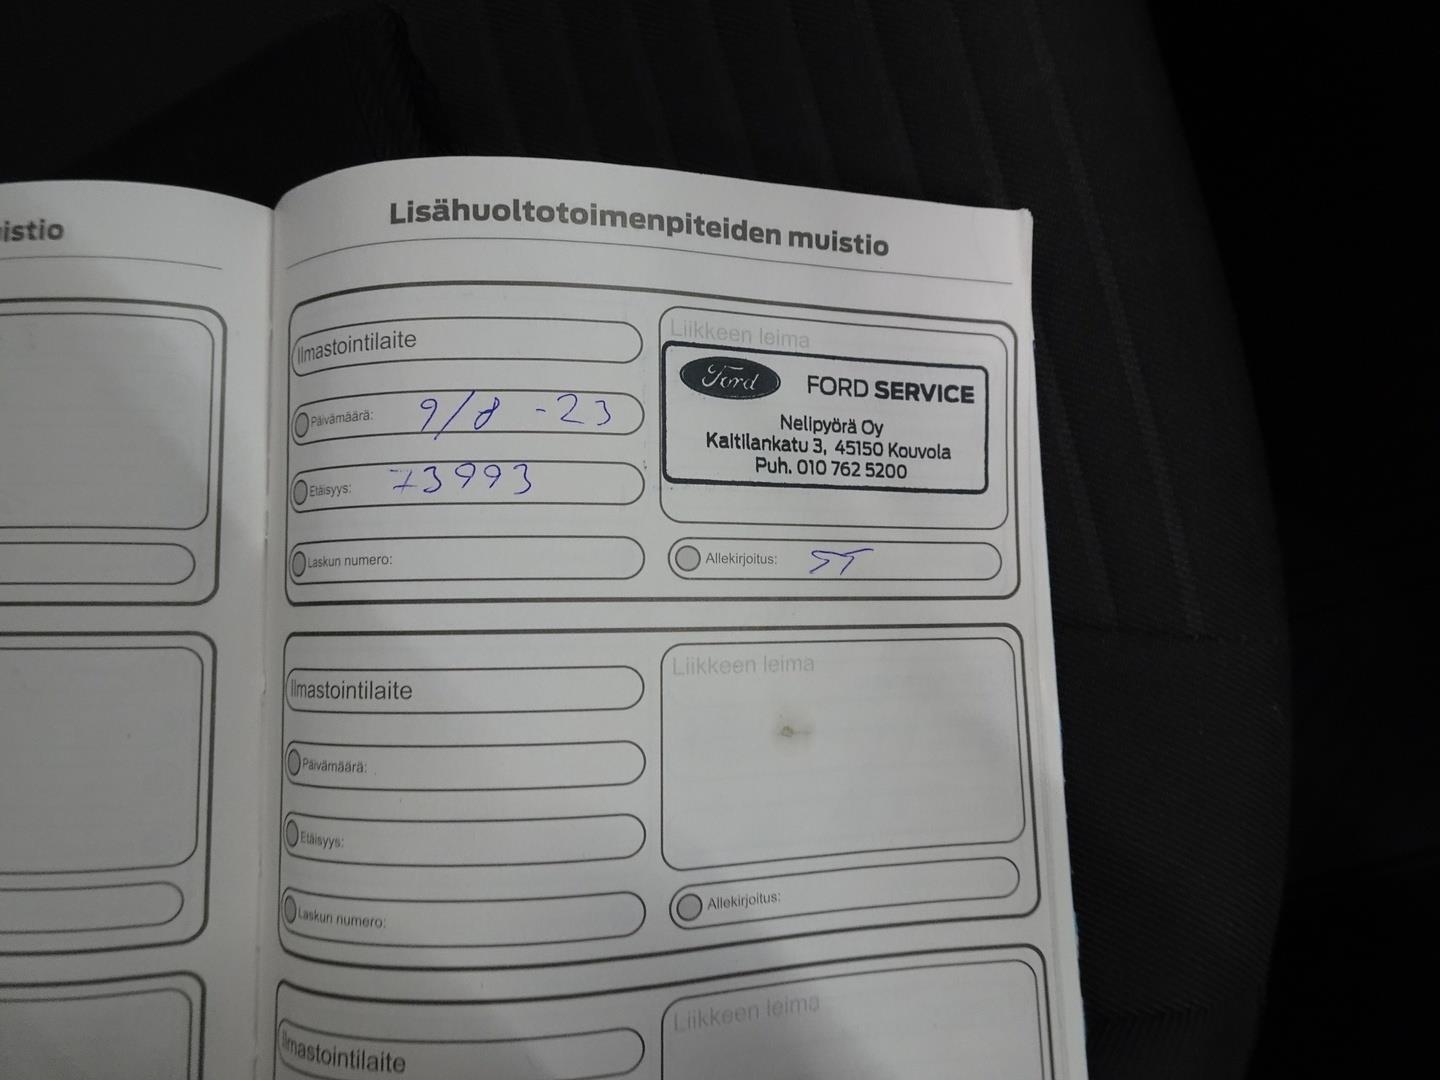 istio
Lisähuoltotoimenpiteiden muistio
Ilmastointilaite
Päivämäärä: 9/8 -23
Etäisyys: 73993
Laskun numero:
Liikkeen leima
Ford FORD SERVICE
Nelipyörä Oy
Kaitilankatu 3, 45150 Kouvola
Puh. 010 762 5200
Allekirjoitus: ST
Ilmastointilaite
Päivämäärä:
Etäisyys:
Laskun numero:
Liikkeen leima
Allekirjoitus:
Ilmastointilaite
Liikkeen leima